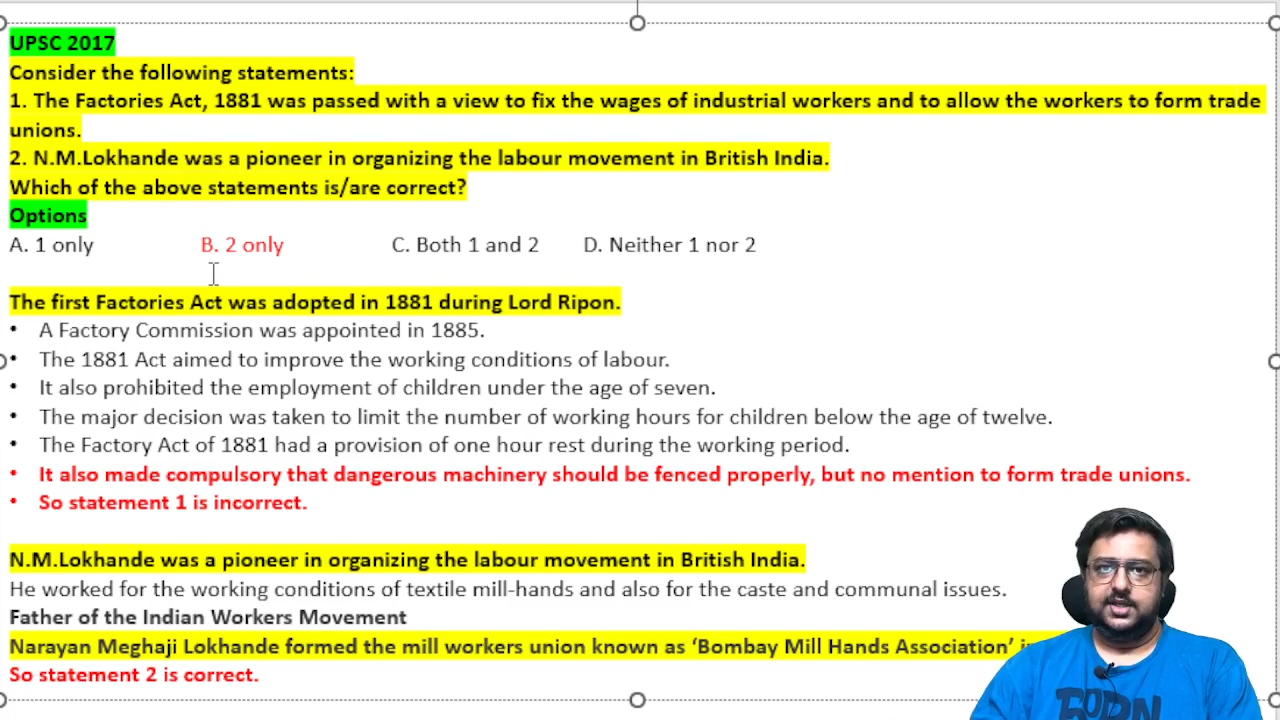 UPSC 2017
Consider the following statements:
1. The Factories Act, 1881 was passed with a view to fix the wages of industrial workers and to allow the workers to form trade
unions.
2. N.M.Lokhande was a pioneer in organizing the labour movement in British India.
Which of the above statements is/are correct?
Options
A. 1 only B. 2 only C. Both 1 and 2 D. Neither 1 nor 2
The first Factories Act was adopted in 1881 during Lord Ripon.
• A Factory Commission was appointed in 1885.
• The 1881 Act aimed to improve the working conditions of labour.
• It also prohibited the employment of children under the age of seven.
• The major decision was taken to limit the number of working hours for children below the age of twelve.
• The Factory Act of 1881 had a provision of one hour rest during the working period.
• It also made compulsory that dangerous machinery should be fenced properly, but no mention to form trade unions.
• So statement 1 is incorrect.
N.M.Lokhande was a pioneer in organizing the labour movement in British India.
He worked for the working conditions of textile mill-hands and also for the caste and communal issues.
Father of the Indian Workers Movement
Narayan Meghaji Lokhande formed the mill workers union known as ‘Bombay Mill Hands Association’
So statement 2 is correct.